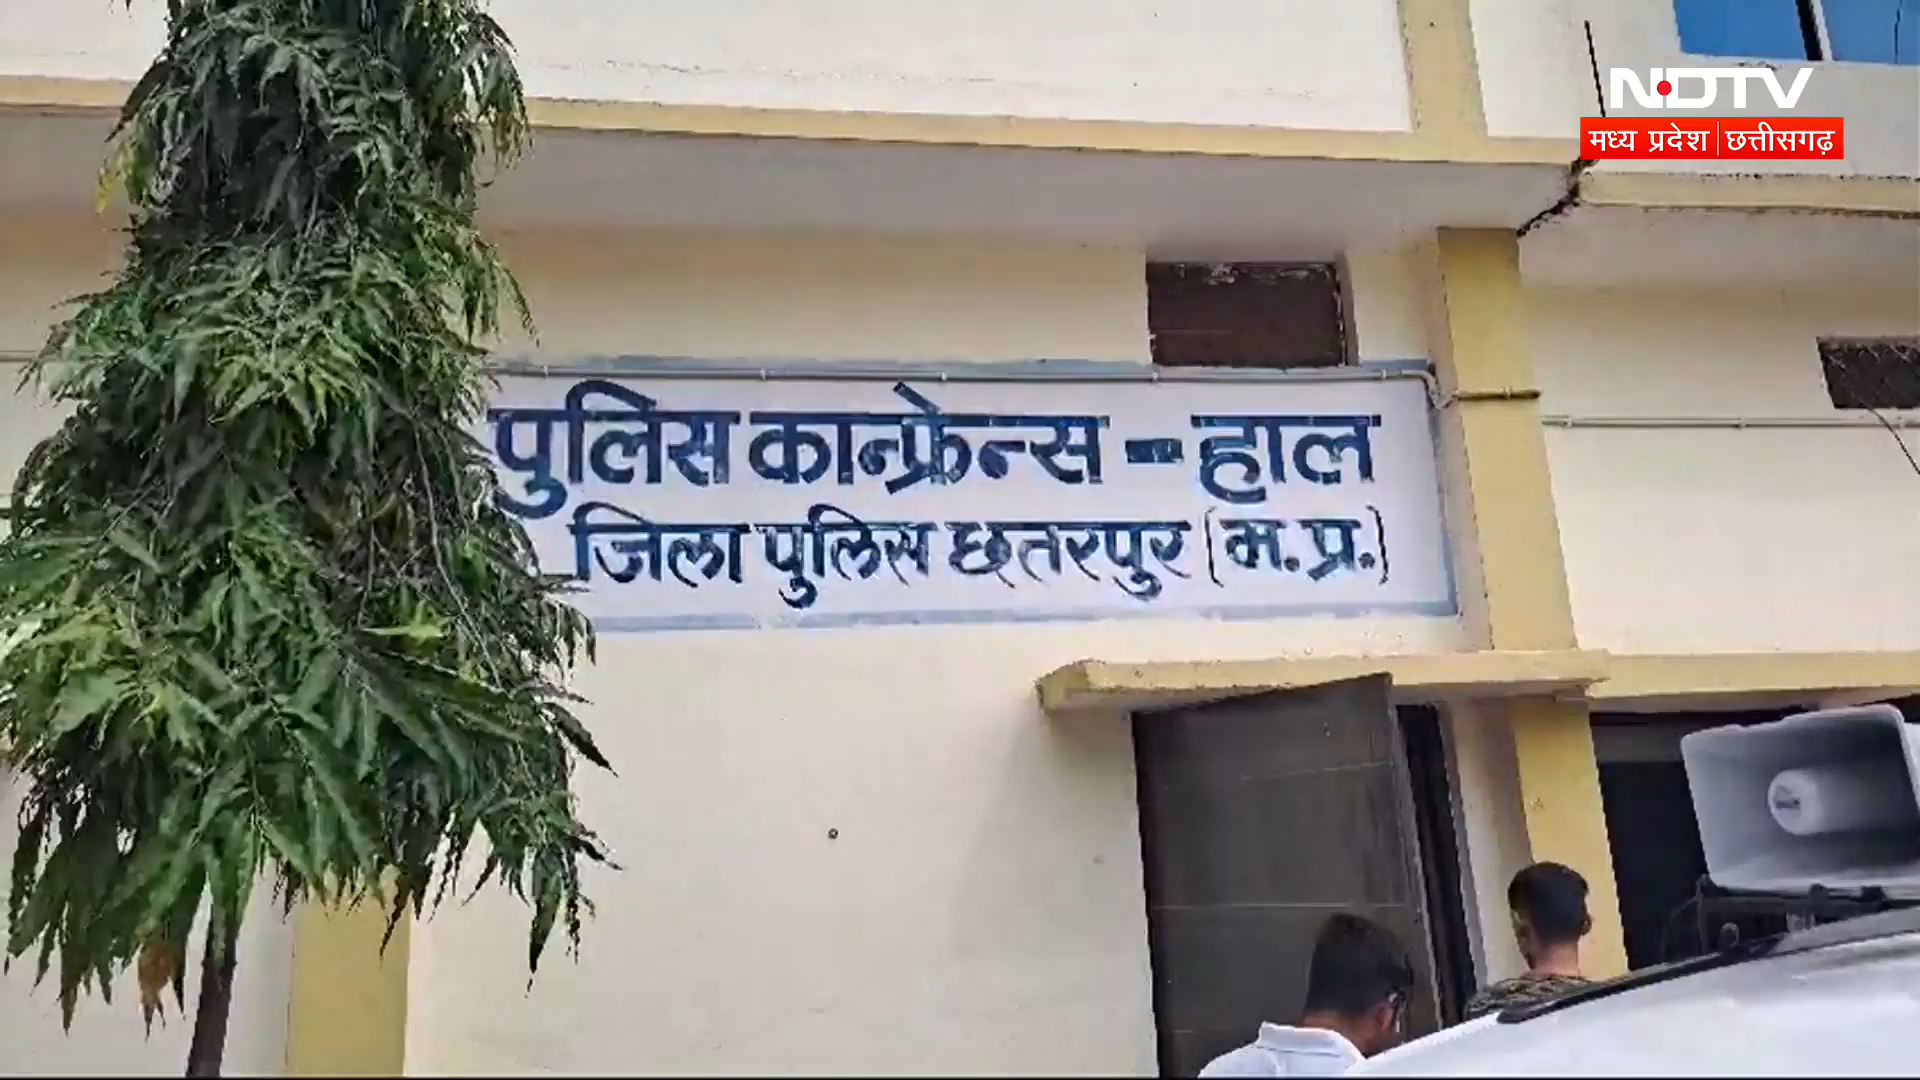 NDTV
मध्य प्रदेश | छत्तीसगढ़
पुलिस कान्फ्रेन्स - हाल
जिला पुलिस छतरपुर (म.प्र.)